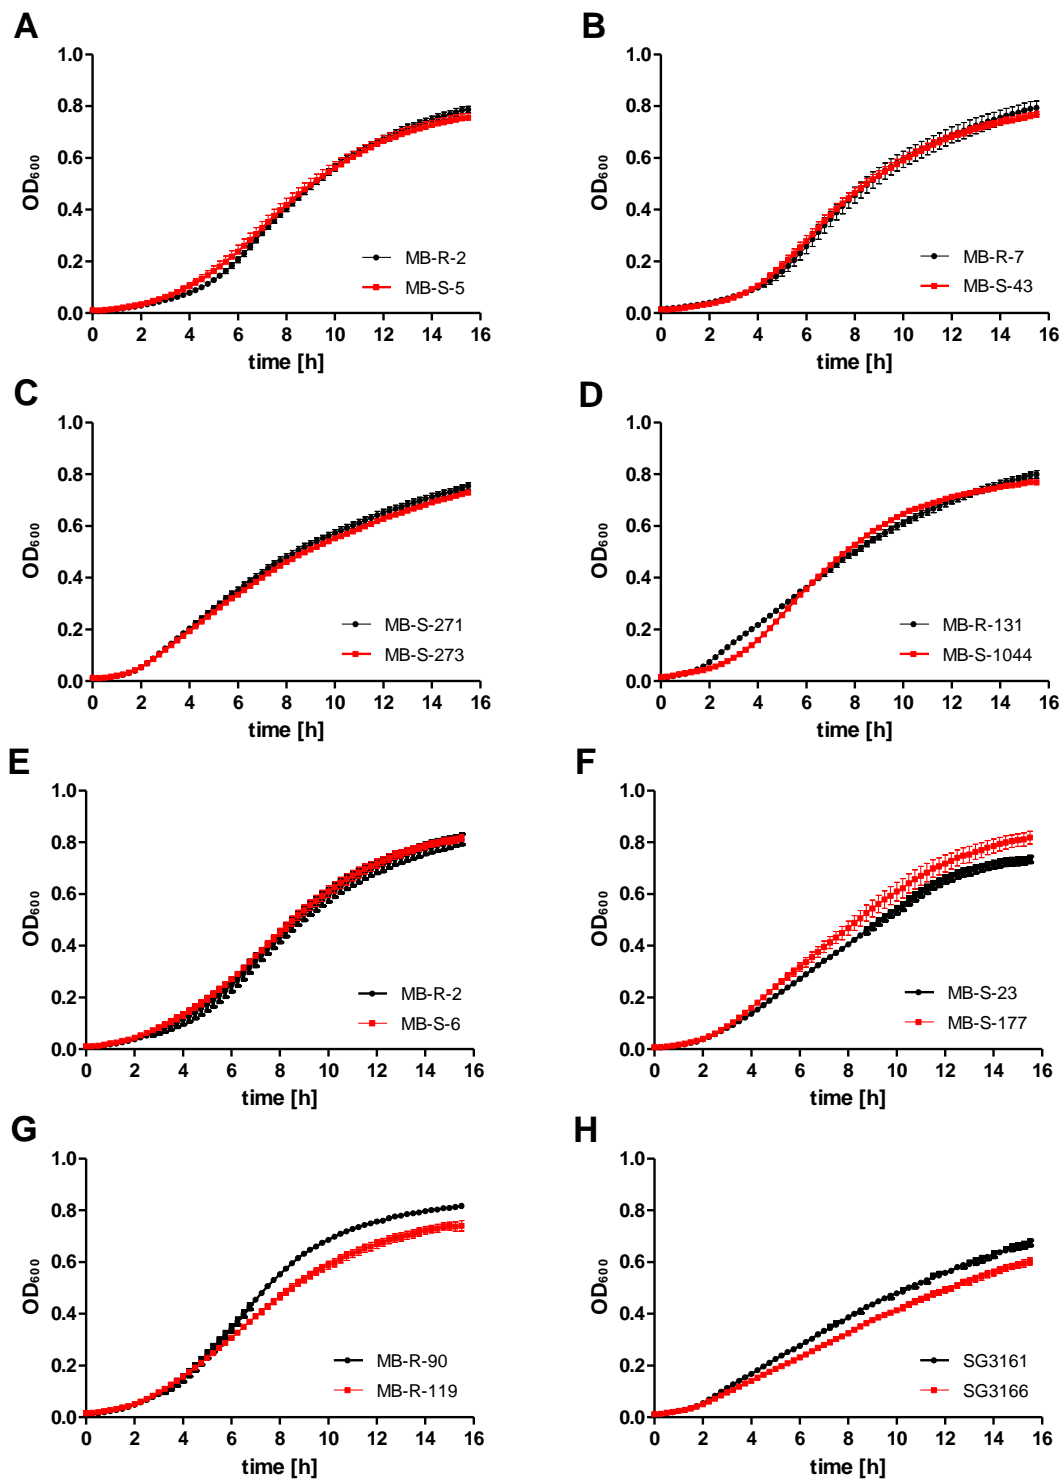 A
1.0
0.8
0.6
0.4
0.2
0.0
OD600
0 2 4 6 8 10 12 14 16
time [h]
MB-R-2
MB-S-5
B
1.0
0.8
0.6
0.4
0.2
0.0
OD600
0 2 4 6 8 10 12 14 16
time [h]
MB-R-7
MB-S-43
C
1.0
0.8
0.6
0.4
0.2
0.0
OD600
0 2 4 6 8 10 12 14 16
time [h]
MB-S-271
MB-S-273
D
1.0
0.8
0.6
0.4
0.2
0.0
OD600
0 2 4 6 8 10 12 14 16
time [h]
MB-R-131
MB-S-1044
E
1.0
0.8
0.6
0.4
0.2
0.0
OD600
0 2 4 6 8 10 12 14 16
time [h]
MB-R-2
MB-S-6
F
1.0
0.8
0.6
0.4
0.2
0.0
OD600
0 2 4 6 8 10 12 14 16
time [h]
MB-S-23
MB-S-177
G
1.0
0.8
0.6
0.4
0.2
0.0
OD600
0 2 4 6 8 10 12 14 16
time [h]
MB-R-90
MB-R-119
H
1.0
0.8
0.6
0.4
0.2
0.0
OD600
0 2 4 6 8 10 12 14 16
time [h]
SG3161
SG3166